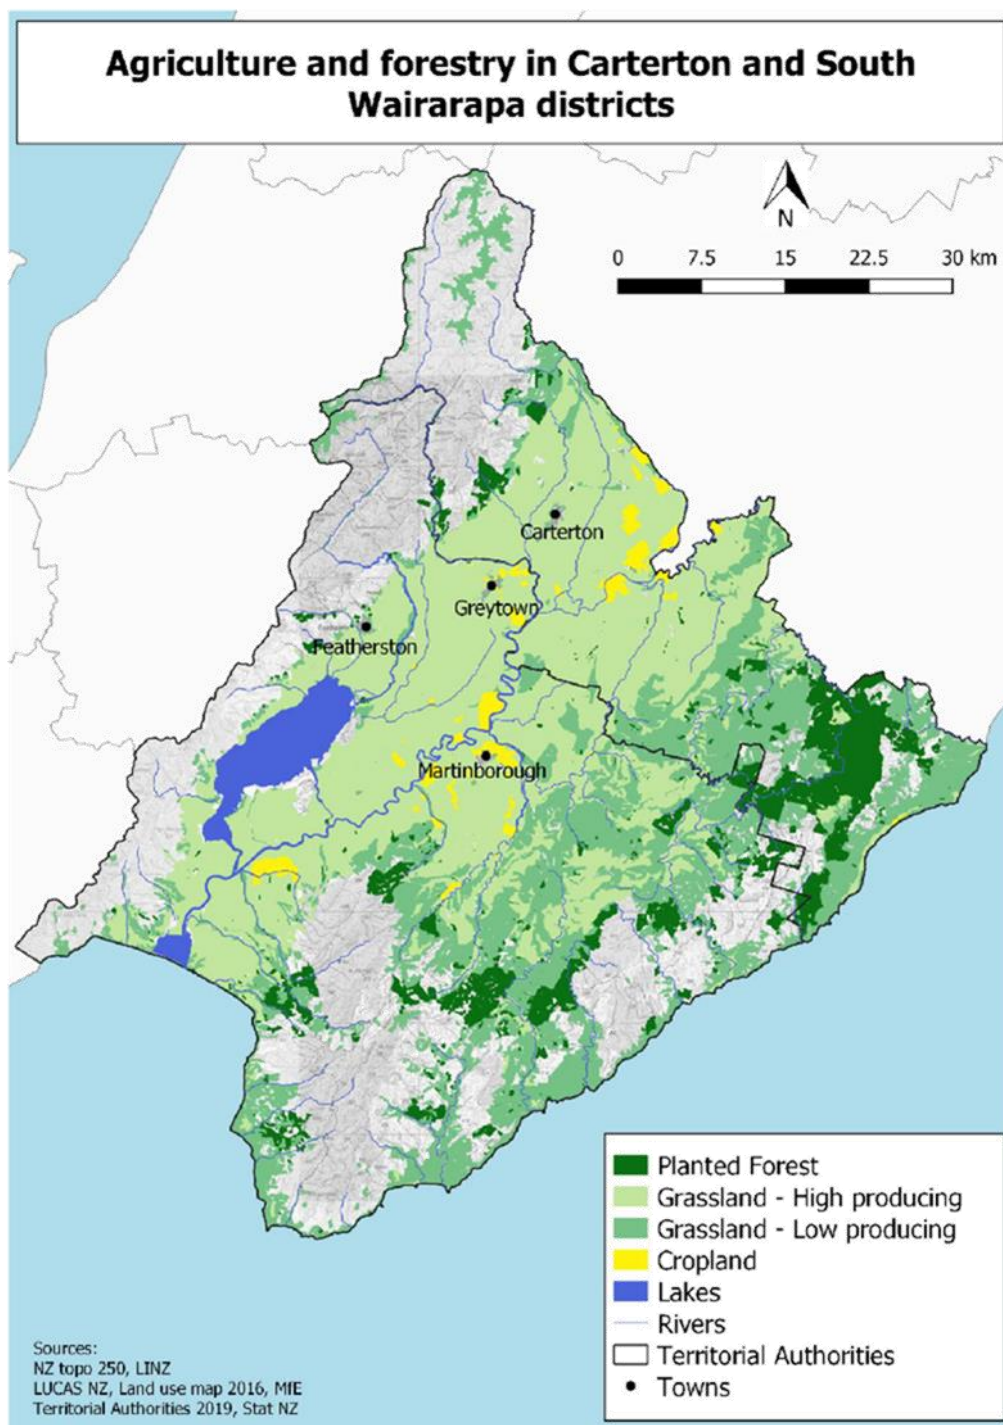 Agriculture and forestry in Carterton and South
Wairarapa districts
N
0 7.5 15 22.5 30 km
Carterton
Greytown
Featherston
Martinborough
Planted Forest
Grassland - High producing
Grassland - Low producing
Cropland
Lakes
Rivers
Territorial Authorities
Towns
Sources:
NZ topo 250, LINZ
LUCAS NZ, Land use map 2016, MfE
Territorial Authorities 2019, Stat NZ